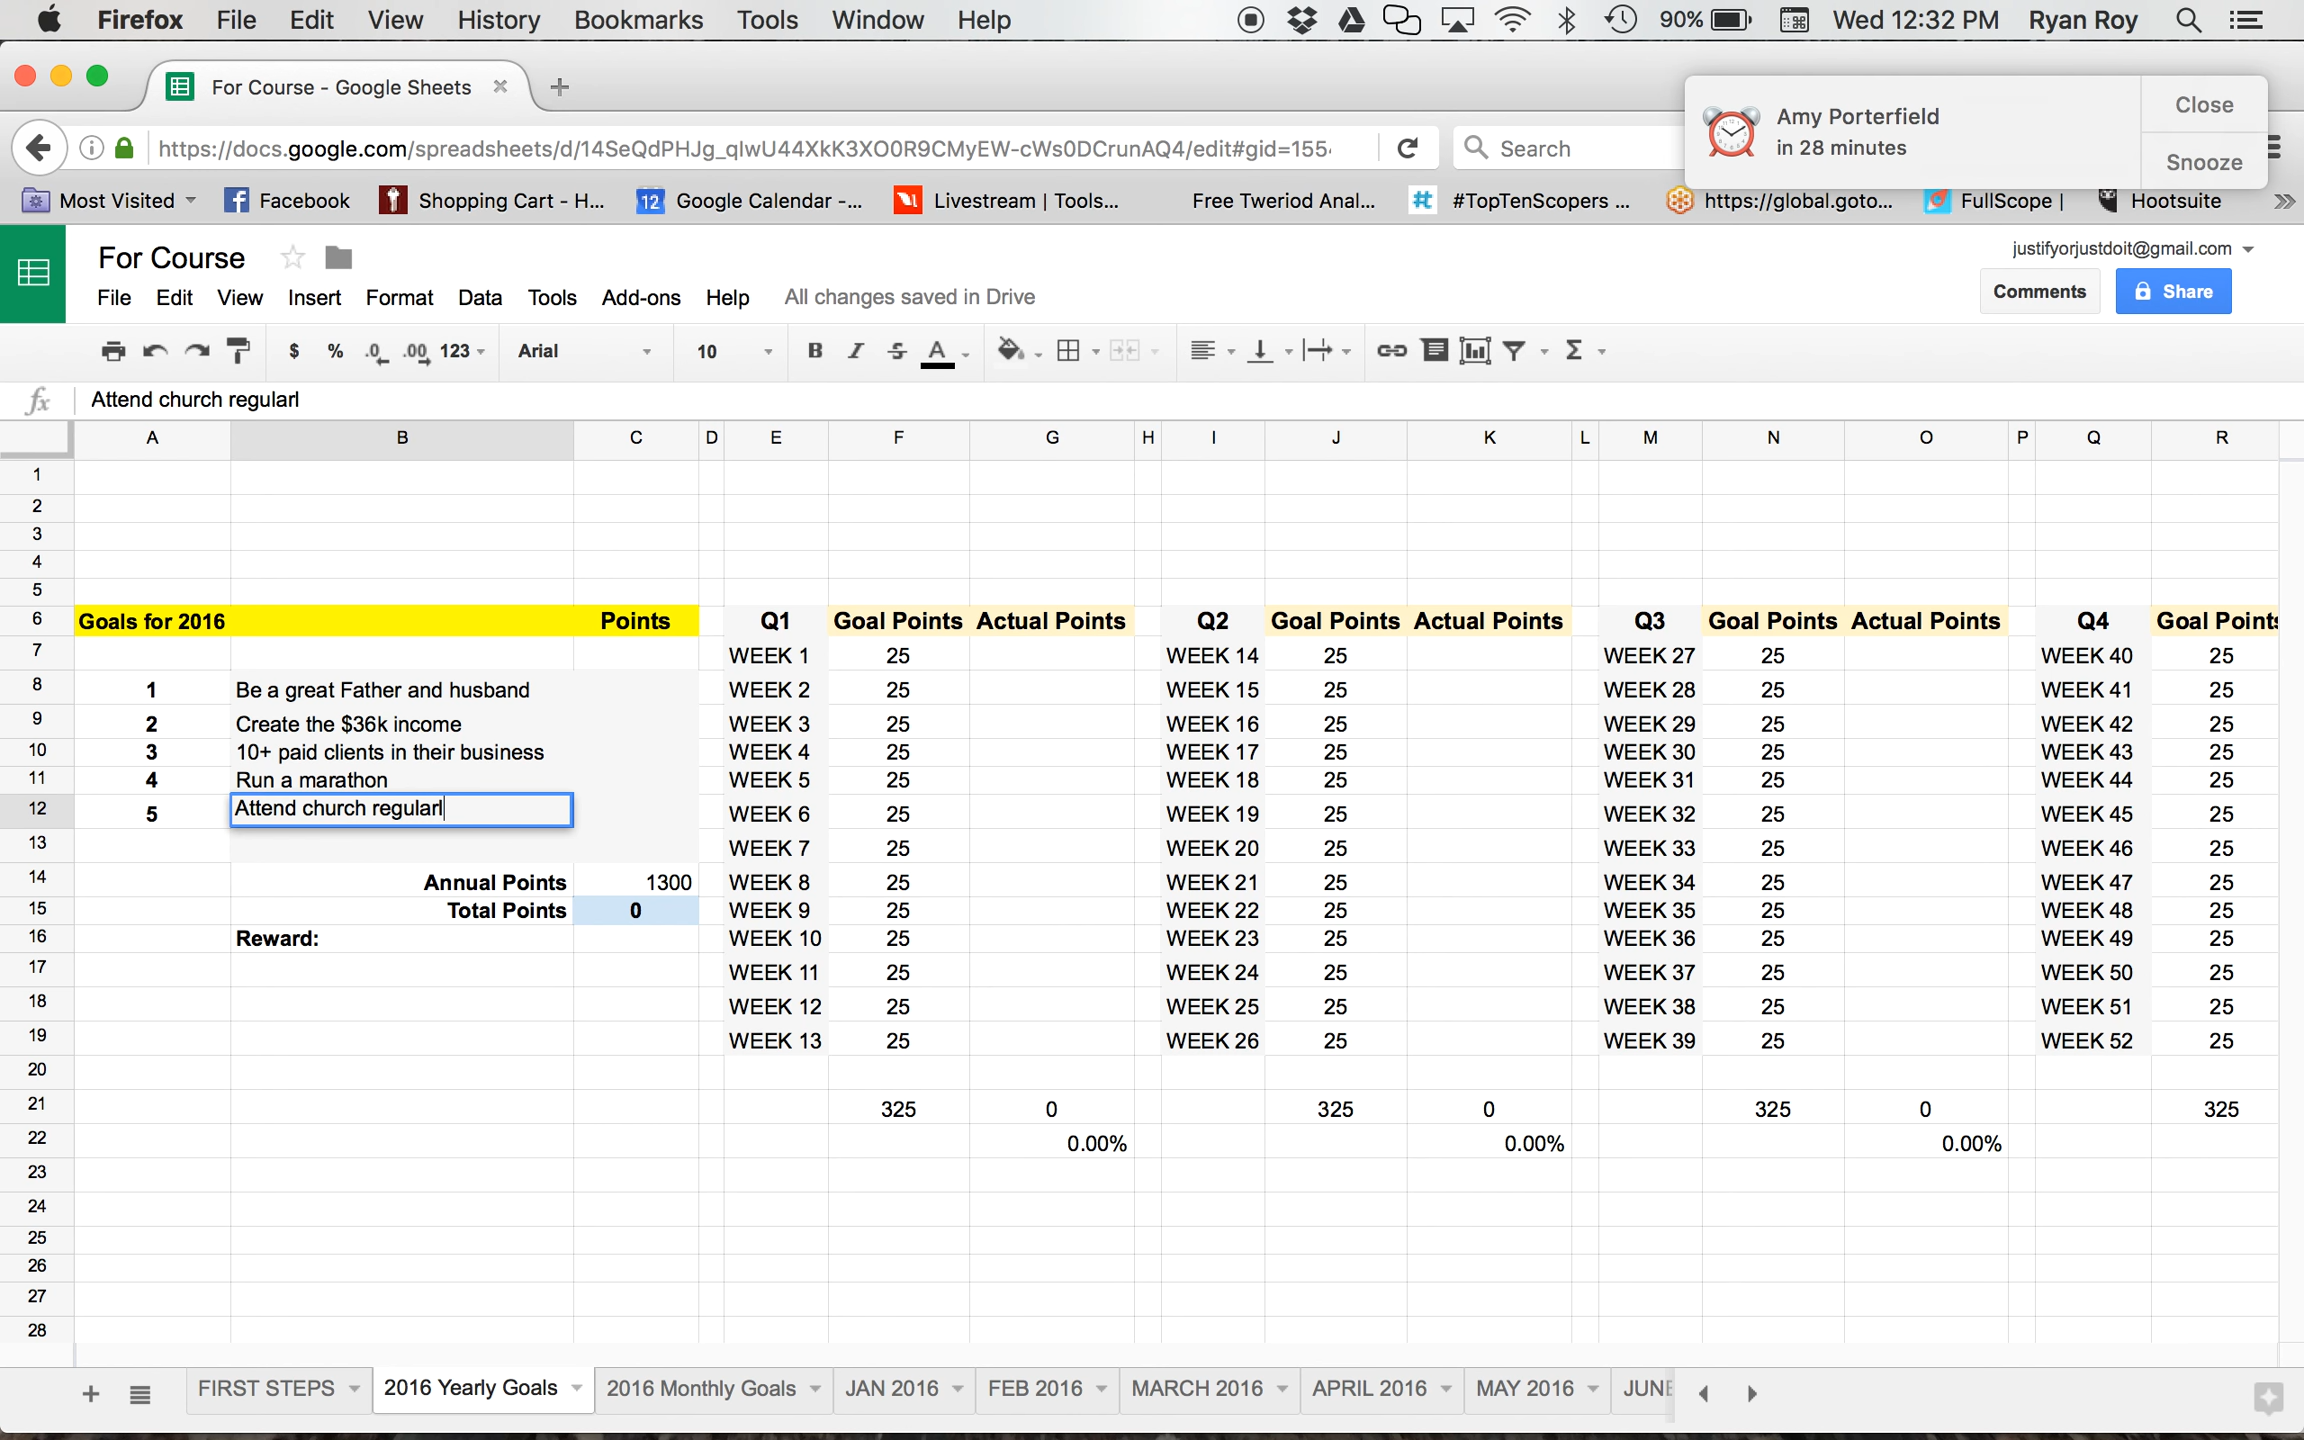 Firefox File Edit View History Bookmarks Tools Window Help 90% Wed 12:32 PM Ryan Roy
For Course - Google Sheets
Amy Porterfield
in 28 minutes
Close
Snooze
https://docs.google.com/spreadsheets/d/14SeQdPHJg_qlwU44XkK3XO0R9CMyEW-cWs0DCrunAQ4/edit#gid=155
Search
Most Visited Facebook Shopping Cart - H... 12 Google Calendar -... Livestream | Tools... Free Tweriod Anal... #TopTenScopers ... https://global.goto... FullScope | Hootsuite
For Course
justifyorjustdoit@gmail.com
File Edit View Insert Format Data Tools Add-ons Help All changes saved in Drive
Comments Share
$ % .0 .00 123 Arial 10 B I S A Σ
fx Attend church regularl
A B C D E F G H I J K L M N O P Q R
1
2
3
4
5
6 Goals for 2016 Points Q1 Goal Points Actual Points Q2 Goal Points Actual Points Q3 Goal Points Actual Points Q4 Goal Points
7 WEEK 1 25 WEEK 14 25 WEEK 27 25 WEEK 40 25
8 1 Be a great Father and husband WEEK 2 25 WEEK 15 25 WEEK 28 25 WEEK 41 25
9 2 Create the $36k income WEEK 3 25 WEEK 16 25 WEEK 29 25 WEEK 42 25
10 3 10+ paid clients in their business WEEK 4 25 WEEK 17 25 WEEK 30 25 WEEK 43 25
11 4 Run a marathon WEEK 5 25 WEEK 18 25 WEEK 31 25 WEEK 44 25
12 5 Attend church regularl WEEK 6 25 WEEK 19 25 WEEK 32 25 WEEK 45 25
13 WEEK 7 25 WEEK 20 25 WEEK 33 25 WEEK 46 25
14 Annual Points 1300 WEEK 8 25 WEEK 21 25 WEEK 34 25 WEEK 47 25
15 Total Points 0 WEEK 9 25 WEEK 22 25 WEEK 35 25 WEEK 48 25
16 Reward: WEEK 10 25 WEEK 23 25 WEEK 36 25 WEEK 49 25
17 WEEK 11 25 WEEK 24 25 WEEK 37 25 WEEK 50 25
18 WEEK 12 25 WEEK 25 25 WEEK 38 25 WEEK 51 25
19 WEEK 13 25 WEEK 26 25 WEEK 39 25 WEEK 52 25
20
21 325 0 325 0 325 0 325
22 0.00% 0.00% 0.00%
23
24
25
26
27
28
FIRST STEPS 2016 Yearly Goals 2016 Monthly Goals JAN 2016 FEB 2016 MARCH 2016 APRIL 2016 MAY 2016 JUNE